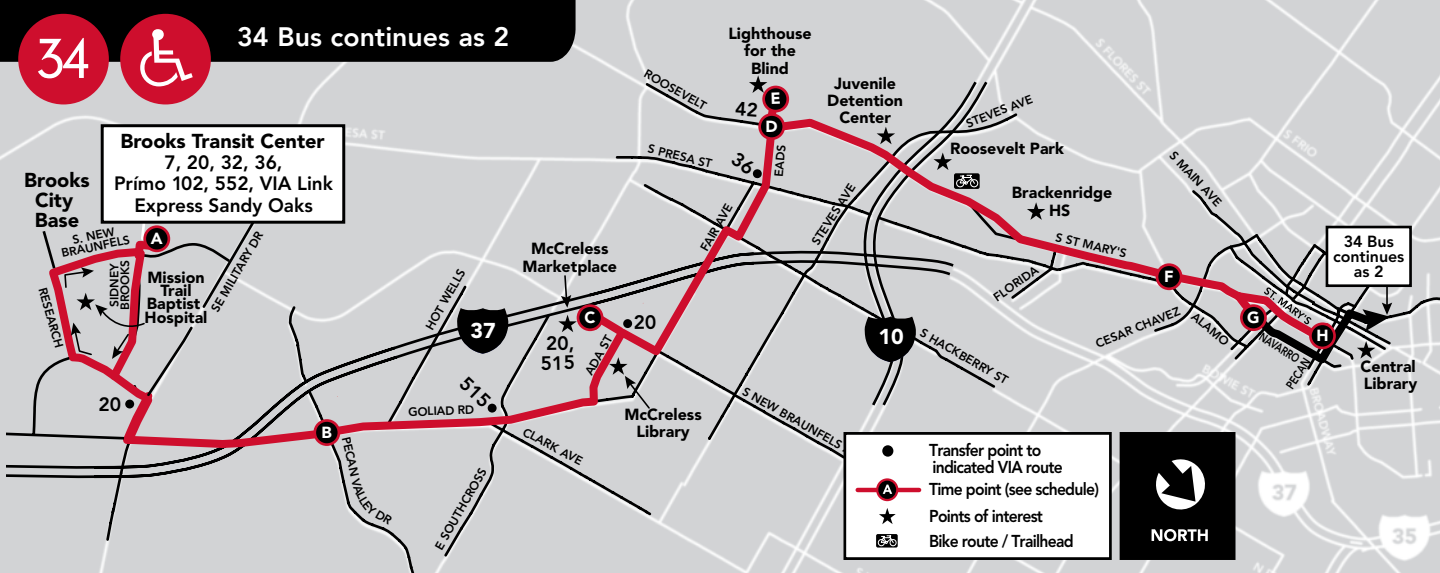 34
34 Bus continues as 2
Brooks Transit Center
7, 20, 32, 36,
Prímo 102, 552, VIA Link
Express Sandy Oaks
Brooks
City
Base
S. NEW
BRAUNFELS
A
SIDNEY
BROOKS
RESEARCH
Mission
Trail
Baptist
Hospital
SE MILITARY DR
20
HOT WELLS
37
B
PECAN VALLEY DR
GOLIAD RD
515
E SOUTHCROSS
CLARK AVE
McCreless
Marketplace
C
20,
515
20
ADA ST
McCreless
Library
S NEW BRAUNFELS
FAIR AVE
Lighthouse
for the
Blind
E
42
D
ROOSEVELT
S PRESA ST
36
EADS
Juvenile
Detention
Center
STEVES AVE
STEVES AVE
Roosevelt Park
Brackenridge
HS
10
S HACKBERRY ST
S ST MARY'S
FLORIDA
F
CESAR CHAVEZ
ALAMO
S MAIN AVE
ST. MARY'S
G
NAVARRO
H
PECAN
34 Bus
continues
as 2
Central
Library
S FLORES ST
S FRIO
ESA ST
BOWIE ST
BROADWAY
37
35
N S
Transfer point to
indicated VIA route
A
Time point (see schedule)
Points of interest
Bike route / Trailhead
NORTH